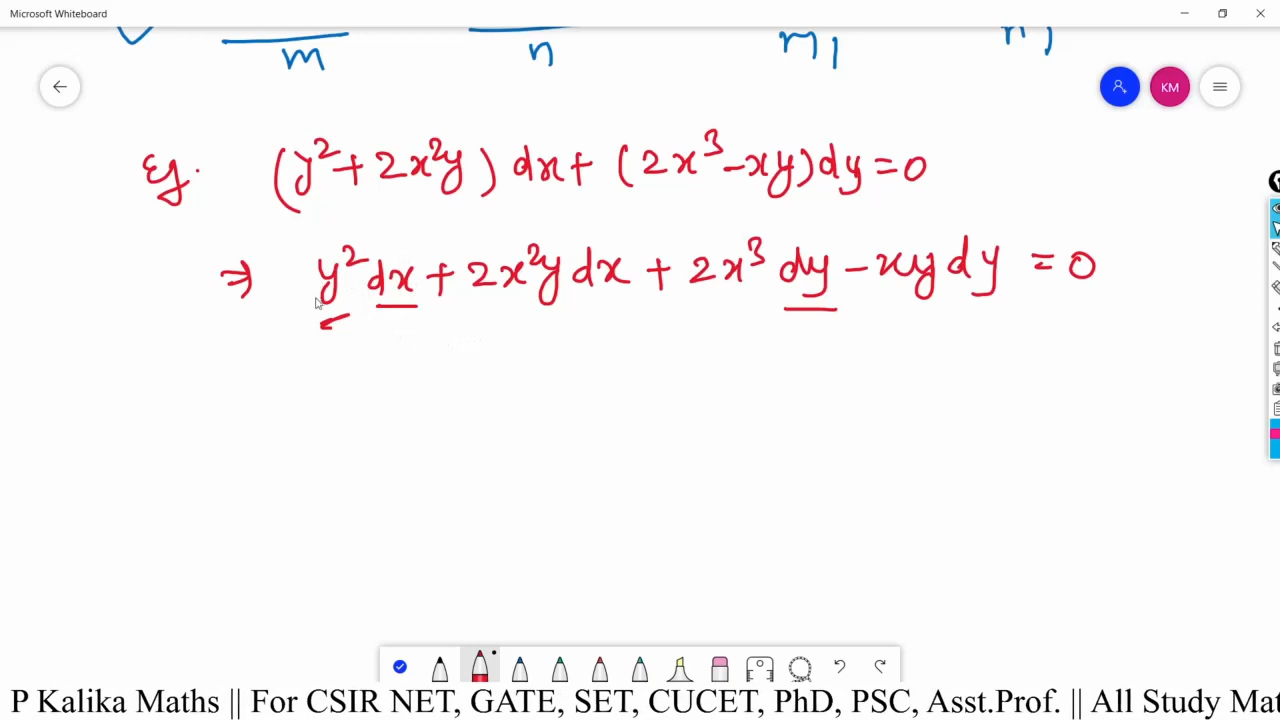 Microsoft Whiteboard
m n m1 n1
KM
Eg. (y²+2x²y) dx+ (2x³-xy)dy=0
⇒ y² dx + 2x²y dx + 2x³ dy - xy dy = 0
P Kalika Maths || For CSIR NET, GATE, SET, CUCET, PhD, PSC, Asst.Prof. || All Study Mat